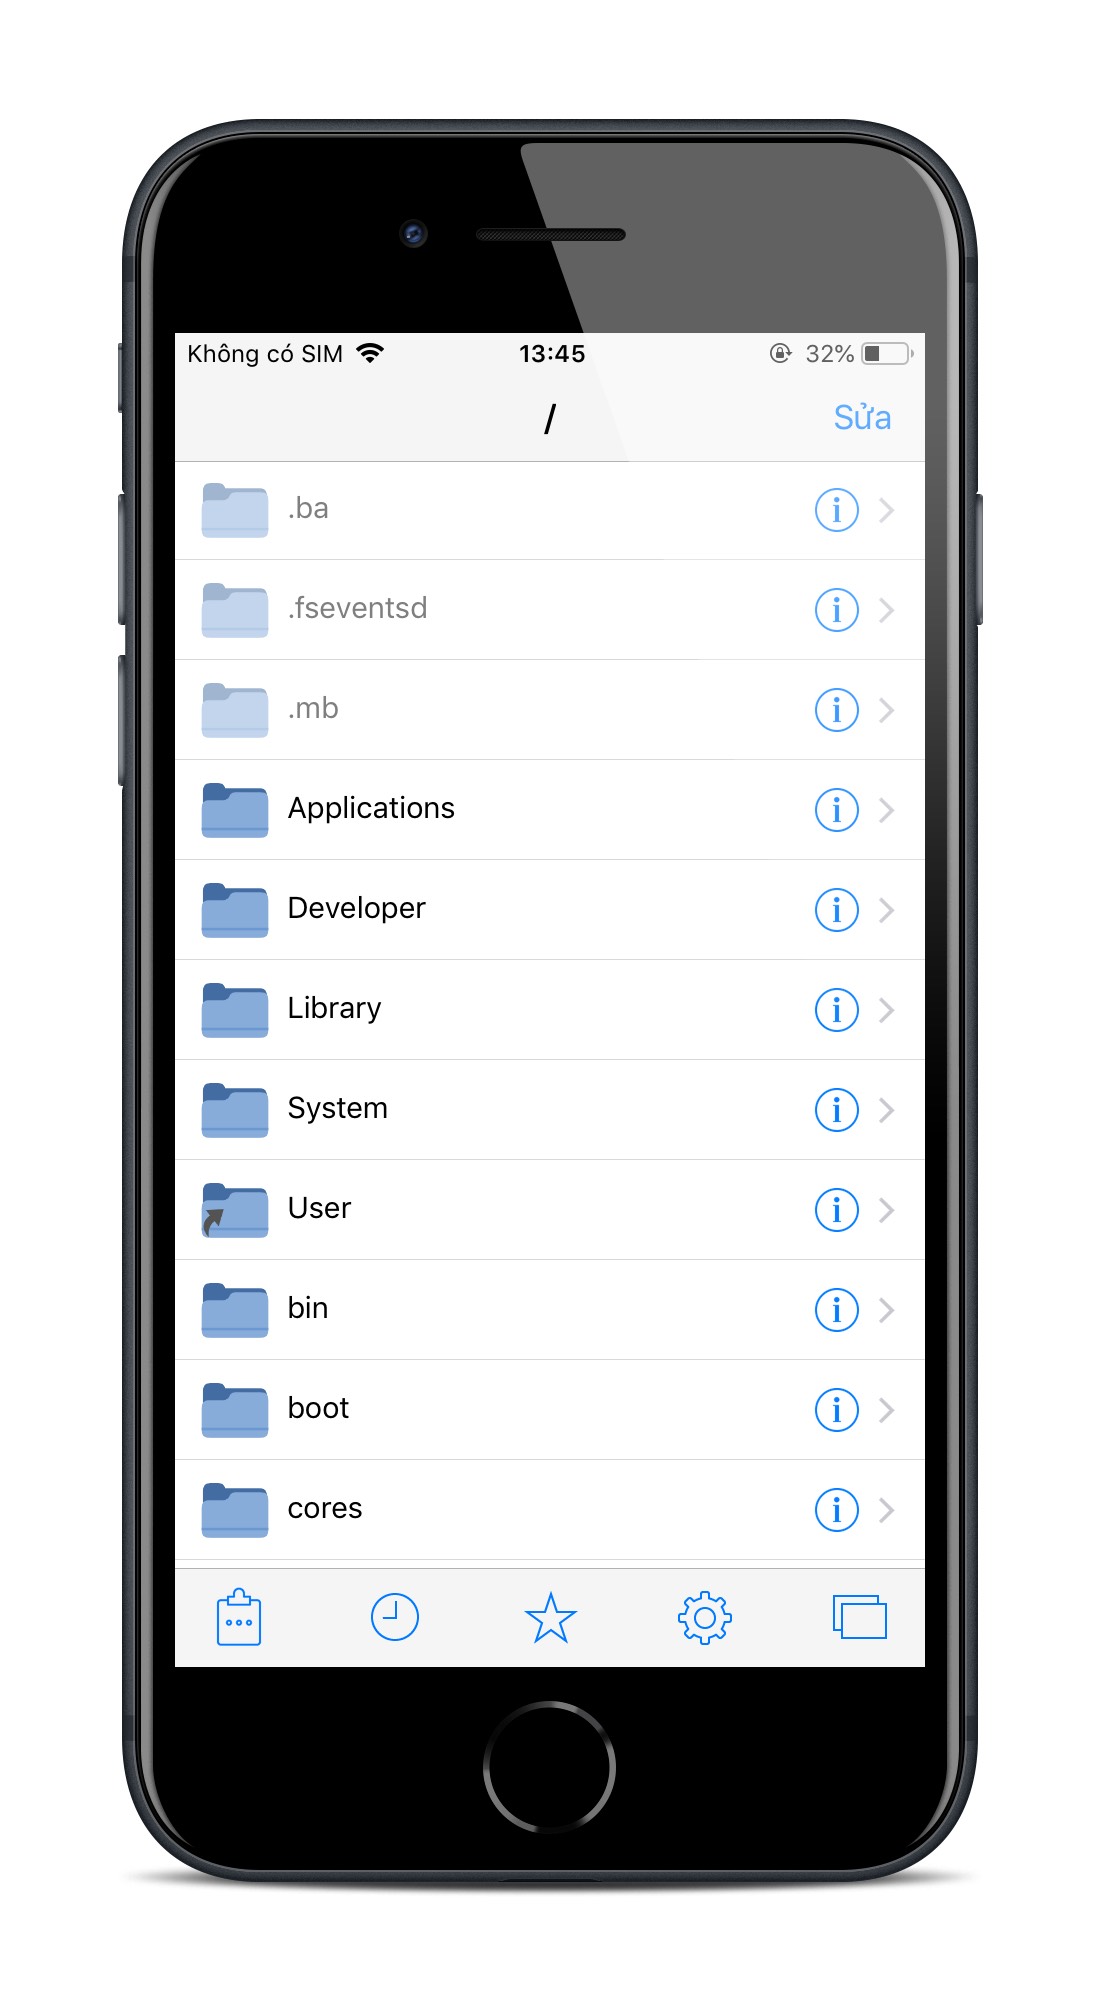 Không có SIM 13:45 32%
/ Sửa
.ba
.fseventsd
.mb
Applications
Developer
Library
System
User
bin
boot
cores